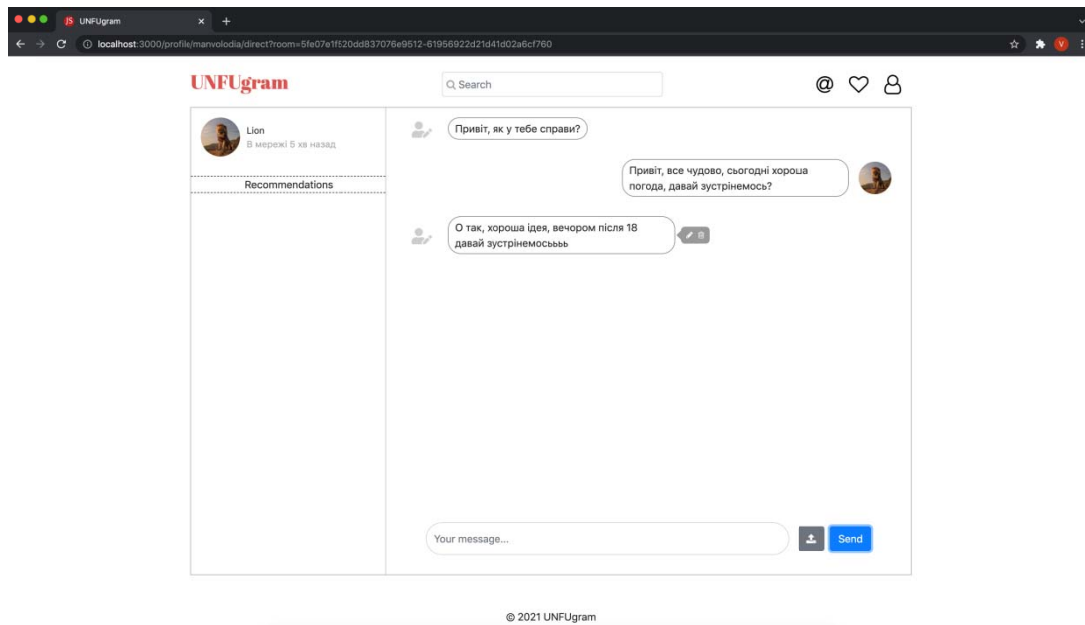 UNFUgram
localhost:3000/profile/manvolodia/direct?room=5fe07e1f520dd837076e9512-61956922d21d41d02a6cf760
V
UNFUgram
Search
Lion
В мережі 5 хв назад
Recommendations
Привіт, як у тебе справи?
Привіт, все чудово, сьогодні хороша
погода, давай зустрінемось?
О так, хороша ідея, вечором після 18
давай зустрінемосьььь
Your message...
Send
© 2021 UNFUgram